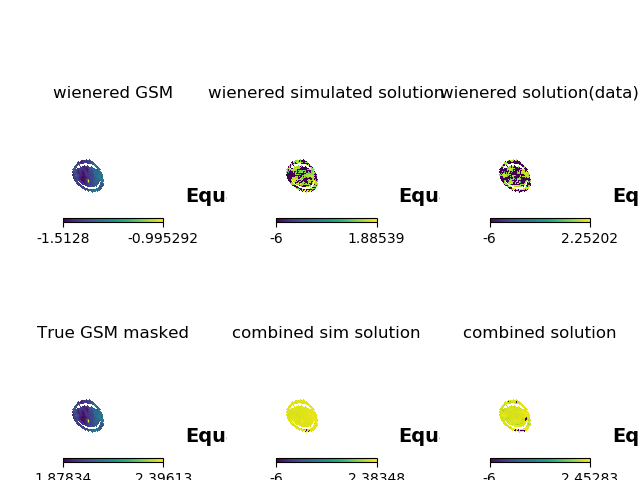 wienered GSM
wienered simulated solution
wienered solution(data)
Equ
Equ
Eq
-1.5128 -0.995292
-6 1.88539
-6 2.25202
True GSM masked
combined sim solution
combined solution
Equ
Equ
Eq
1.87834 2.39613
-6 2.38348
-6 2.45283